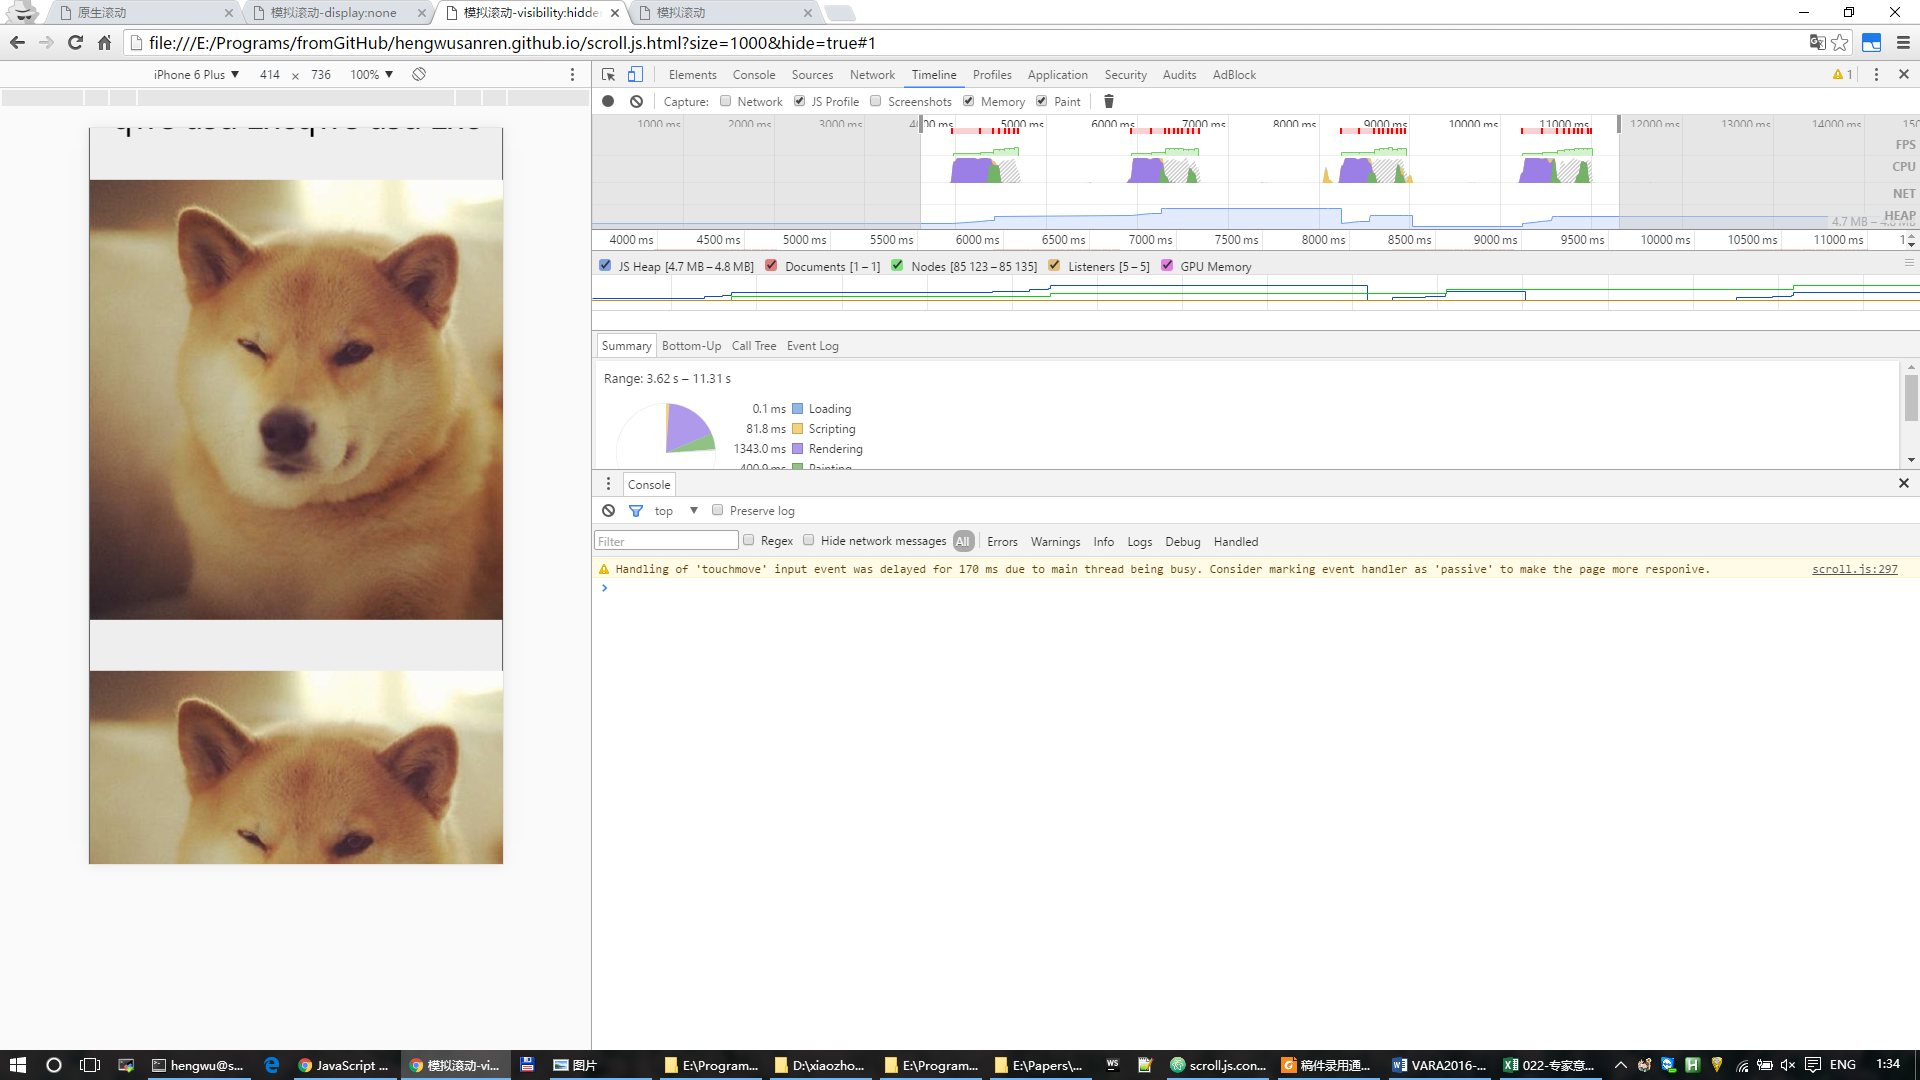 原生滚动
模拟滚动-display:none
模拟滚动-visibility:hidde
模拟滚动
file:///E:/Programs/fromGitHub/hengwusanren.github.io/scroll.js.html?size=1000&hide=true#1
iPhone 6 Plus ▼ 414 × 736 100% ▼
Elements Console Sources Network Timeline Profiles Application Security Audits AdBlock 1
Capture: Network JS Profile Screenshots Memory Paint
1000 ms 2000 ms 3000 ms 5000 ms 6000 ms 7000 ms 8000 ms 9000 ms 10000 ms 11000 ms 12000 ms 13000 ms 14000 ms
FPS
CPU
NET
HEAP
4.7 MB – 4.8 MB
4000 ms 4500 ms 5000 ms 5500 ms 6000 ms 6500 ms 7000 ms 7500 ms 8000 ms 8500 ms 9000 ms 9500 ms 10000 ms 10500 ms 11000 ms
JS Heap [4.7 MB – 4.8 MB] Documents [1 – 1] Nodes [85 123 – 85 135] Listeners [5 – 5] GPU Memory
Summary Bottom-Up Call Tree Event Log
Range: 3.62 s – 11.31 s
0.1 ms Loading
81.8 ms Scripting
1343.0 ms Rendering
400.9 ms Painting
Console
top ▼ Preserve log
Filter Regex Hide network messages All Errors Warnings Info Logs Debug Handled
Handling of 'touchmove' input event was delayed for 170 ms due to main thread being busy. Consider marking event handler as 'passive' to make the page more responive. scroll.js:297
>
hengwu@s...
JavaScript ...
模拟滚动-vi...
图片
E:\Program...
D:\xiaozho...
E:\Program...
E:\Papers\...
WS
scroll.js.con...
稿件录用通...
VARA2016-...
022-专家意...
ENG
1:34